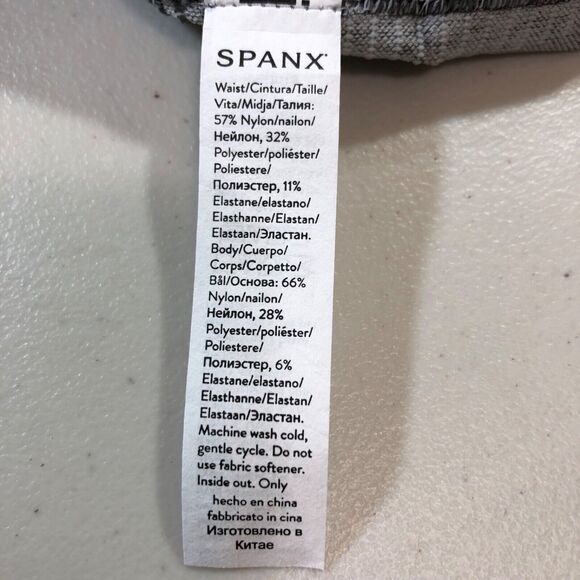 SPANX
Waist/Cintura/Taille/
Vita/Midja/Талия:
57% Nylon/nailon/
Нейлон, 32%
Polyester/poliéster/
Poliestere/
Полиэстер, 11%
Elastane/elastano/
Elasthanne/Elastan/
Elastaan/Эластан.
Body/Cuerpo/
Corps/Corpetto/
Bål/Основа: 66%
Nylon/nailon/
Нейлон, 28%
Polyester/poliéster/
Poliestere/
Полиэстер, 6%
Elastane/elastano/
Elasthanne/Elastan/
Elastaan/Эластан.
Machine wash cold,
gentle cycle. Do not
use fabric softener.
Inside out. Only
hecho en china
fabbricato in cina
Изготовлено в
Китае